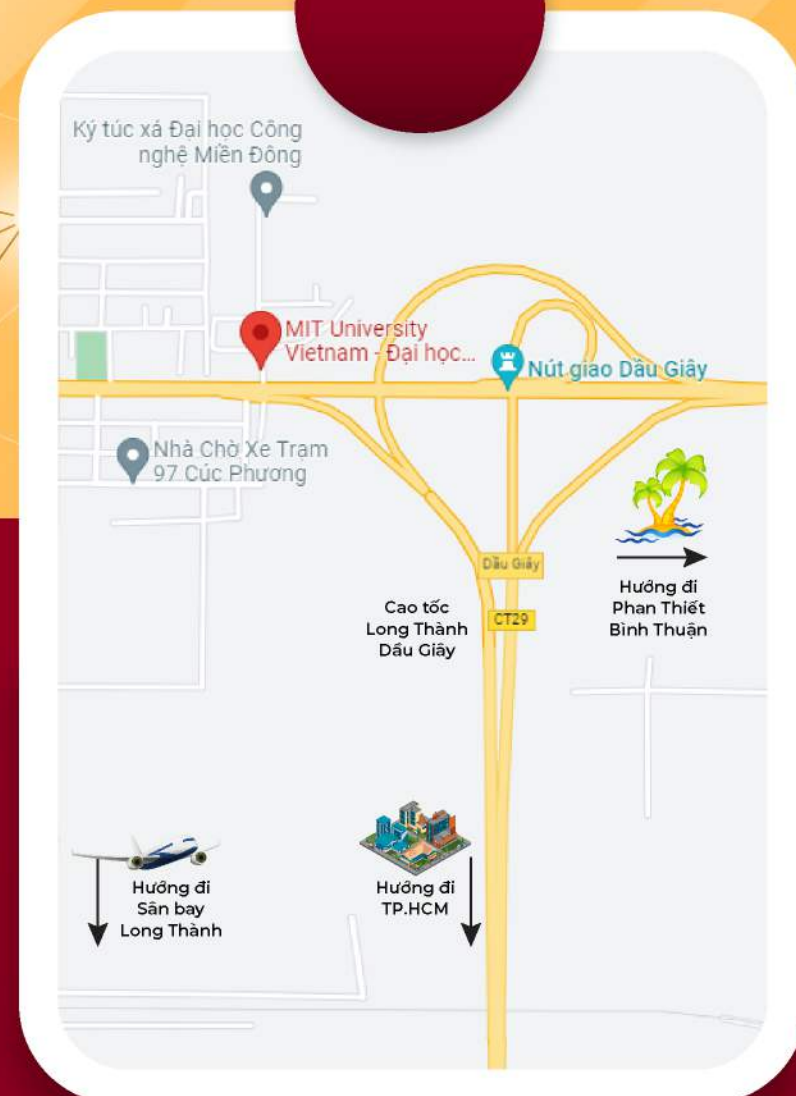 Ký túc xá Đại học Công
nghệ Miền Đông
MIT University
Vietnam - Đại học...
Nút giao Dầu Giây
Nhà Chờ Xe Trạm
97 Cúc Phương
Dầu Giây
CT29
Cao tốc
Long Thành
Dầu Giây
Hướng đi
Phan Thiết
Bình Thuận
Hướng đi
Sân bay
Long Thành
Hướng đi
TP.HCM